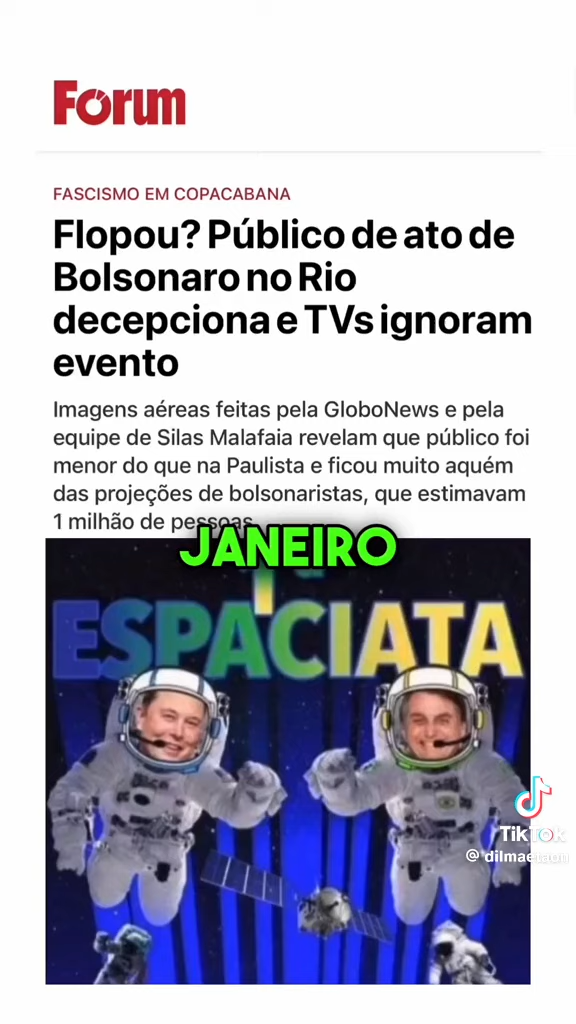 Forum
FASCISMO EM COPACABANA
Flopou? Público de ato de
Bolsonaro no Rio
decepciona e TVs ignoram
evento
Imagens aéreas feitas pela GloboNews e pela
equipe de Silas Malafaia revelam que público foi
menor do que na Paulista e ficou muito aquém
das projeções de bolsonaristas, que estimavam
1 milhão de pessoas
JANEIRO
ESPACIATA
TikTok